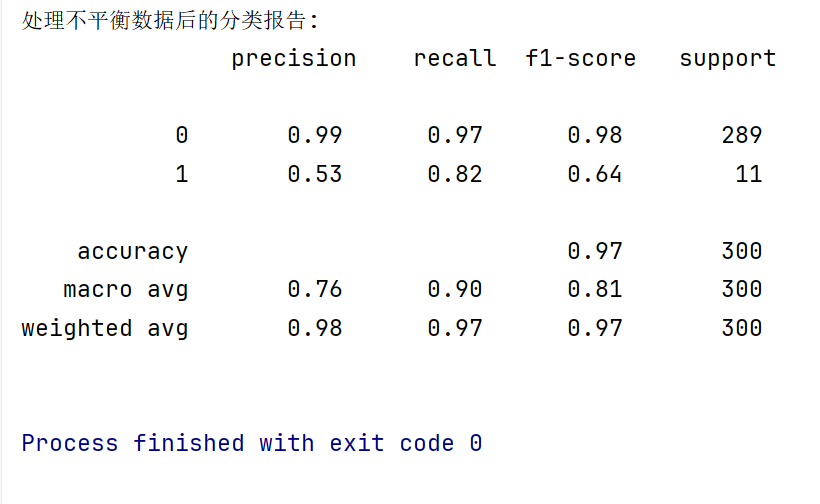 处理不平衡数据后的分类报告:
precision recall f1-score support
0 0.99 0.97 0.98 289
1 0.53 0.82 0.64 11
accuracy 0.97 300
macro avg 0.76 0.90 0.81 300
weighted avg 0.98 0.97 0.97 300
Process finished with exit code 0